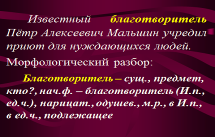 Известный благотворитель
Пётр Алексеевич Мальшин учредил
приют для нуждающихся людей.
Морфологический разбор:
Благотворитель – сущ., предмет,
кто?, нач.ф. – благотворитель (И.п.,
ед.ч.), нарицат., одушев., м.р., в И.п.,
в ед.ч., подлежащее